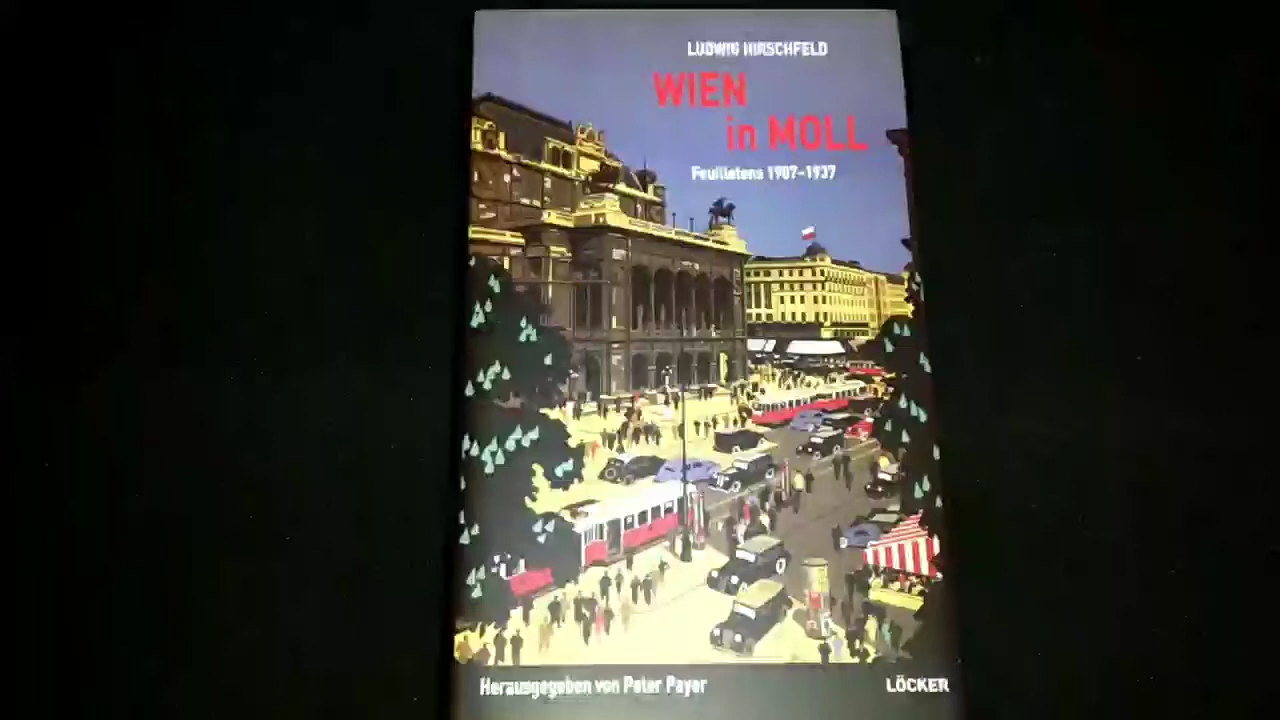 LUDWIG HIRSCHFELD
WIEN
in MOLL
Feuilletons 1907–1937
Herausgegeben von Peter Payer
LÖCKER